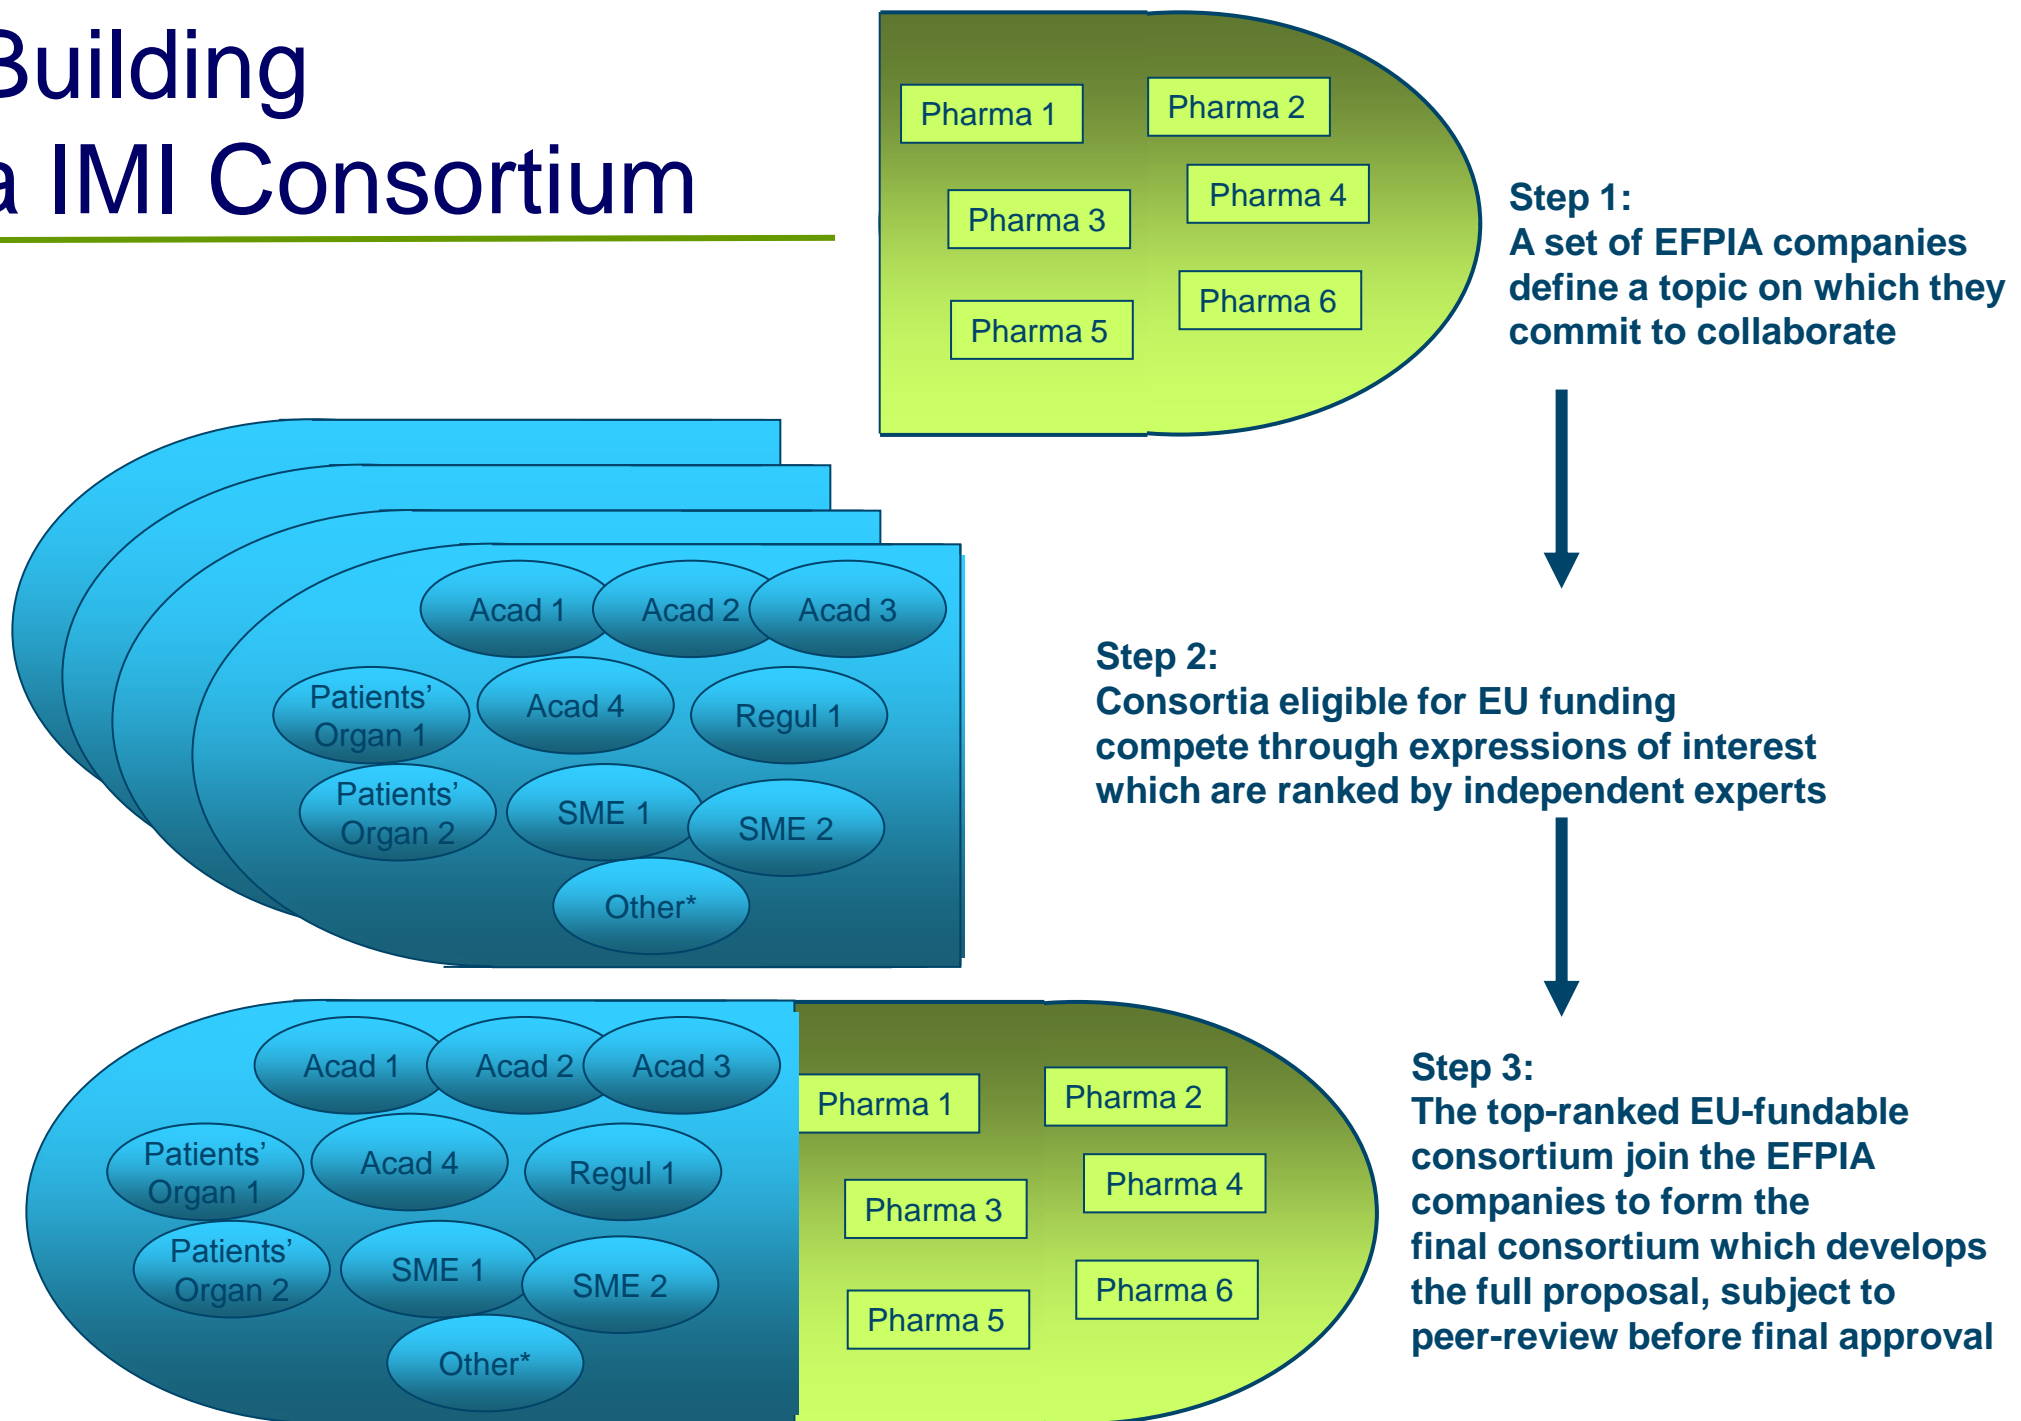 Building
a IMI Consortium
Pharma 1
Pharma 2
Pharma 3
Pharma 4
Pharma 5
Pharma 6
Step 1:
A set of EFPIA companies
define a topic on which they
commit to collaborate
Acad 1
Acad 2
Acad 3
Patients’
Organ 1
Acad 4
Regul 1
Patients’
Organ 2
SME 1
SME 2
Other*
Step 2:
Consortia eligible for EU funding
compete through expressions of interest
which are ranked by independent experts
Acad 1
Acad 2
Acad 3
Patients’
Organ 1
Acad 4
Regul 1
Patients’
Organ 2
SME 1
SME 2
Other*
Pharma 1
Pharma 2
Pharma 3
Pharma 4
Pharma 5
Pharma 6
Step 3:
The top-ranked EU-fundable
consortium join the EFPIA
companies to form the
final consortium which develops
the full proposal, subject to
peer-review before final approval